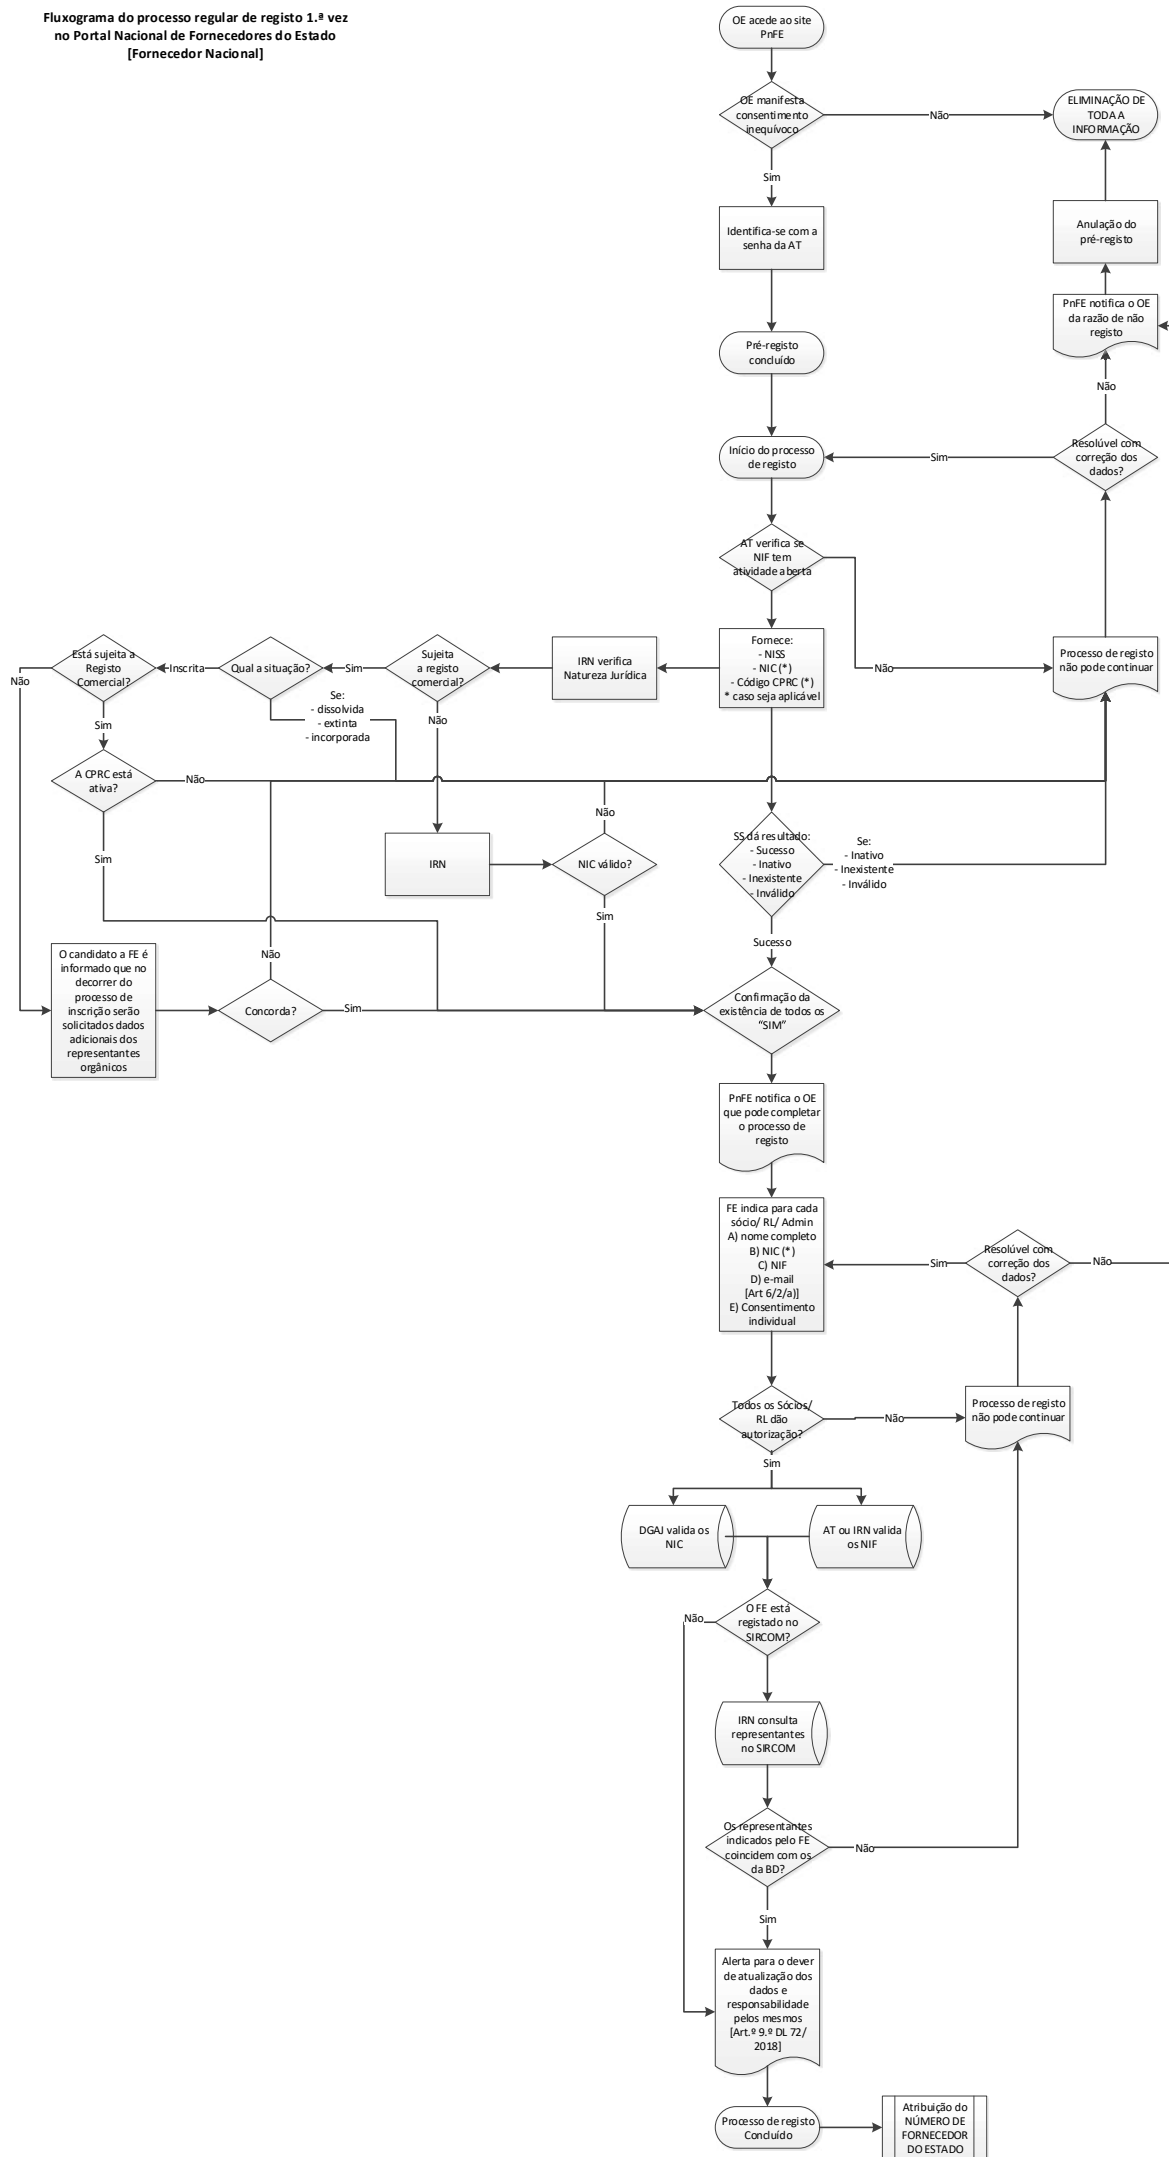 Fluxograma do processo regular de registo 1.ª vez
no Portal Nacional de Fornecedores do Estado
[Fornecedor Nacional]
OE acede ao site
PnFE
OE manifesta
consentimento
inequívoco
Não
ELIMINAÇÃO DE
TODA A
INFORMAÇÃO
Sim
Identifica-se com a
senha da AT
Anulação do
pré-registo
PnFE notifica o OE
da razão de não
registo
Pré-registo
concluído
Não
Início do processo
de registo
Sim
Resolúvel com
correção dos
dados?
AT verifica se
NIF tem
atividade aberta
Não
Processo de registo
não pode continuar
Fornece:
- NISS
- NIC (*)
- Código CPRC (*)
* caso seja aplicável
IRN verifica
Natureza Jurídica
Sujeita
a registo
comercial?
Sim
Qual a situação?
Inscrita
Está sujeita a
Registo
Comercial?
Não
Se:
- dissolvida
- extinta
- incorporada
Não
Sim
A CPRC está
ativa?
Não
Sim
IRN
NIC válido?
Não
Sim
SS dá resultado:
- Sucesso
- Inativo
- Inexistente
- Inválido
Se:
- Inativo
- Inexistente
- Inválido
Sucesso
O candidato a FE é
informado que no
decorrer do
processo de
inscrição serão
solicitados dados
adicionais dos
representantes
orgânicos
Não
Concorda?
Sim
Confirmação da
existência de todos os
“SIM”
PnFE notifica o OE
que pode completar
o processo de
registo
FE indica para cada
sócio/ RL/ Admin
A) nome completo
B) NIC (*)
C) NIF
D) e-mail
[Art 6/2/a)]
E) Consentimento
individual
Sim
Resolúvel com
correção dos
dados?
Não
Todos os Sócios/
RL dão
autorização?
Não
Processo de registo
não pode continuar
Sim
DGAJ valida os
NIC
AT ou IRN valida
os NIF
O FE está
registado no
SIRCOM?
Não
IRN consulta
representantes
no SIRCOM
Os representantes
indicados pelo FE
coincidem com os
da BD?
Não
Sim
Alerta para o dever
de atualização dos
dados e
responsabilidade
pelos mesmos
[Art.º 9.º DL 72/
2018]
Processo de registo
Concluído
Atribuição do
NÚMERO DE
FORNECEDOR
DO ESTADO